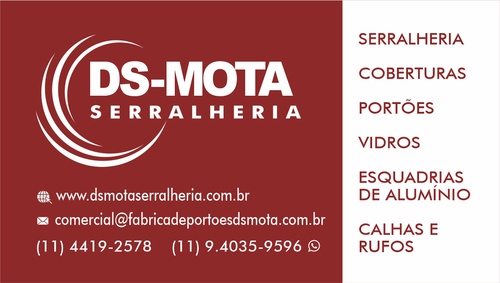 DS-MOTA
SERRALHERIA
www.dsmotaserralheria.com.br
comercial@fabricadeportoesdsmota.com.br
(11) 4419-2578 (11) 9.4035-9596
SERRALHERIA
COBERTURAS
PORTÕES
VIDROS
ESQUADRIAS
DE ALUMÍNIO
CALHAS E
RUFOS